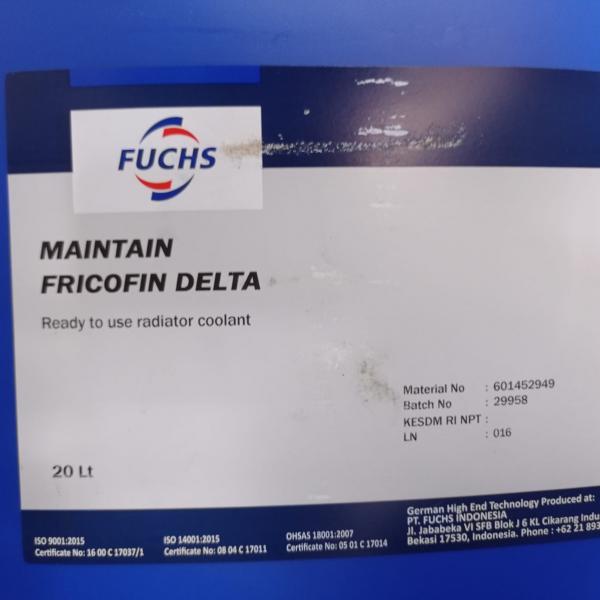 FUCHS
MAINTAIN
FRICOFIN DELTA
Ready to use radiator coolant
Material No : 601452949
Batch No : 29958
KESDM RI NPT :
LN : 016
20 Lt
ISO 9001:2015
Certificate No: 16 00 C 17037/1
ISO 14001:2015
Certificate No: 08 04 C 17011
OHSAS 18001:2007
Certificate No: 05 01 C 17014
German High End Technology Produced at:
PT. FUCHS INDONESIA
Jl. Jababeka VI SFB Blok J 6 KL Cikarang
Bekasi 17530, Indonesia. Phone : +62 21